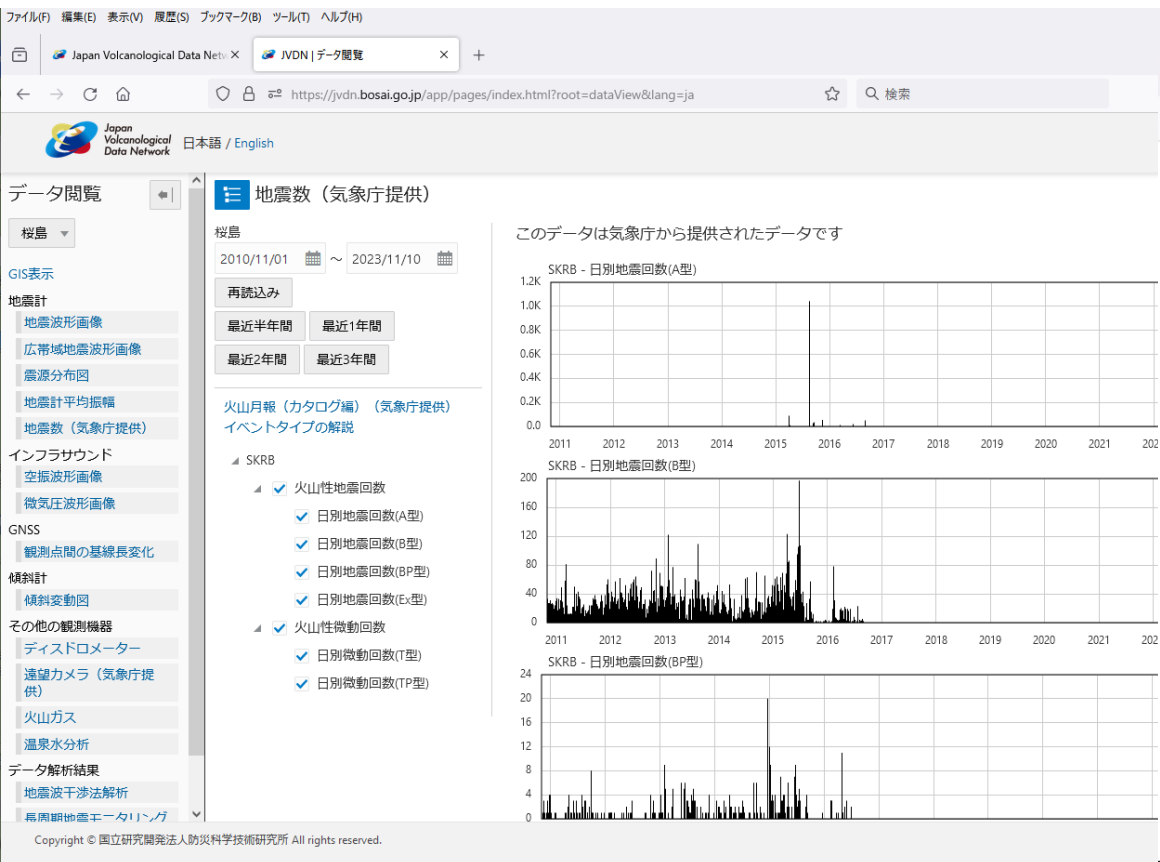 ファイル(F) 編集(E) 表示(V) 履歴(S) ブックマーク(B) ツール(T) ヘルプ(H)
Japan Volcanological Data Netw
JVDN | データ閲覧
https://jvdn.bosai.go.jp/app/pages/index.html?root=dataView&lang=ja
検索
Japan
Volcanological
Data Network
日本語 / English
データ閲覧
桜島
GIS表示
地震計
地震波形画像
広帯域地震波形画像
震源分布図
地震計平均振幅
地震数（気象庁提供）
インフラサウンド
空振波形画像
微気圧波形画像
GNSS
観測点間の基線長変化
傾斜計
傾斜変動図
その他の観測機器
ディスドロメーター
遠望カメラ（気象庁提
供）
火山ガス
温泉水分析
データ解析結果
地震波干渉法解析
長周期地震モニタリング
地震数（気象庁提供）
桜島
2010/11/01 ～ 2023/11/10
再読込み
最近半年間 最近1年間
最近2年間 最近3年間
火山月報（カタログ編）（気象庁提供）
イベントタイプの解説
SKRB
火山性地震回数
日別地震回数(A型)
日別地震回数(B型)
日別地震回数(BP型)
日別地震回数(Ex型)
火山性微動回数
日別微動回数(T型)
日別微動回数(TP型)
このデータは気象庁から提供されたデータです
SKRB - 日別地震回数(A型)
1.2K
1.0K
0.8K
0.6K
0.4K
0.2K
0.0
2011 2012 2013 2014 2015 2016 2017 2018 2019 2020 2021 202
SKRB - 日別地震回数(B型)
200
160
120
80
40
0
2011 2012 2013 2014 2015 2016 2017 2018 2019 2020 2021 202
SKRB - 日別地震回数(BP型)
24
20
16
12
8
4
0
Copyright © 国立研究開発法人防災科学技術研究所 All rights reserved.